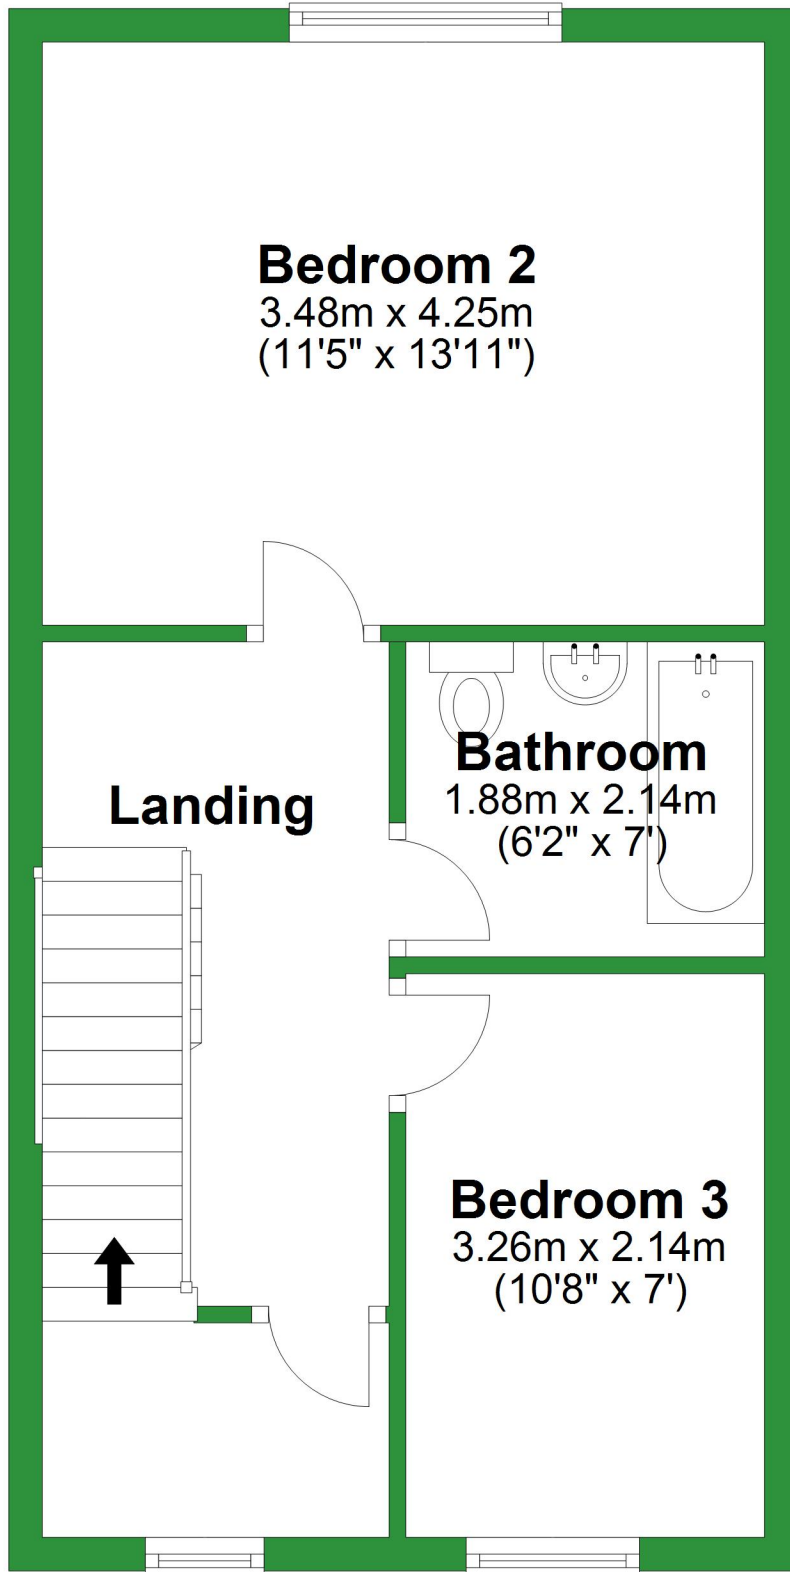 Bedroom 2
3.48m x 4.25m
(11'5" x 13'11")
Landing
Bathroom
1.88m x 2.14m
(6'2" x 7')
Bedroom 3
3.26m x 2.14m
(10'8" x 7')